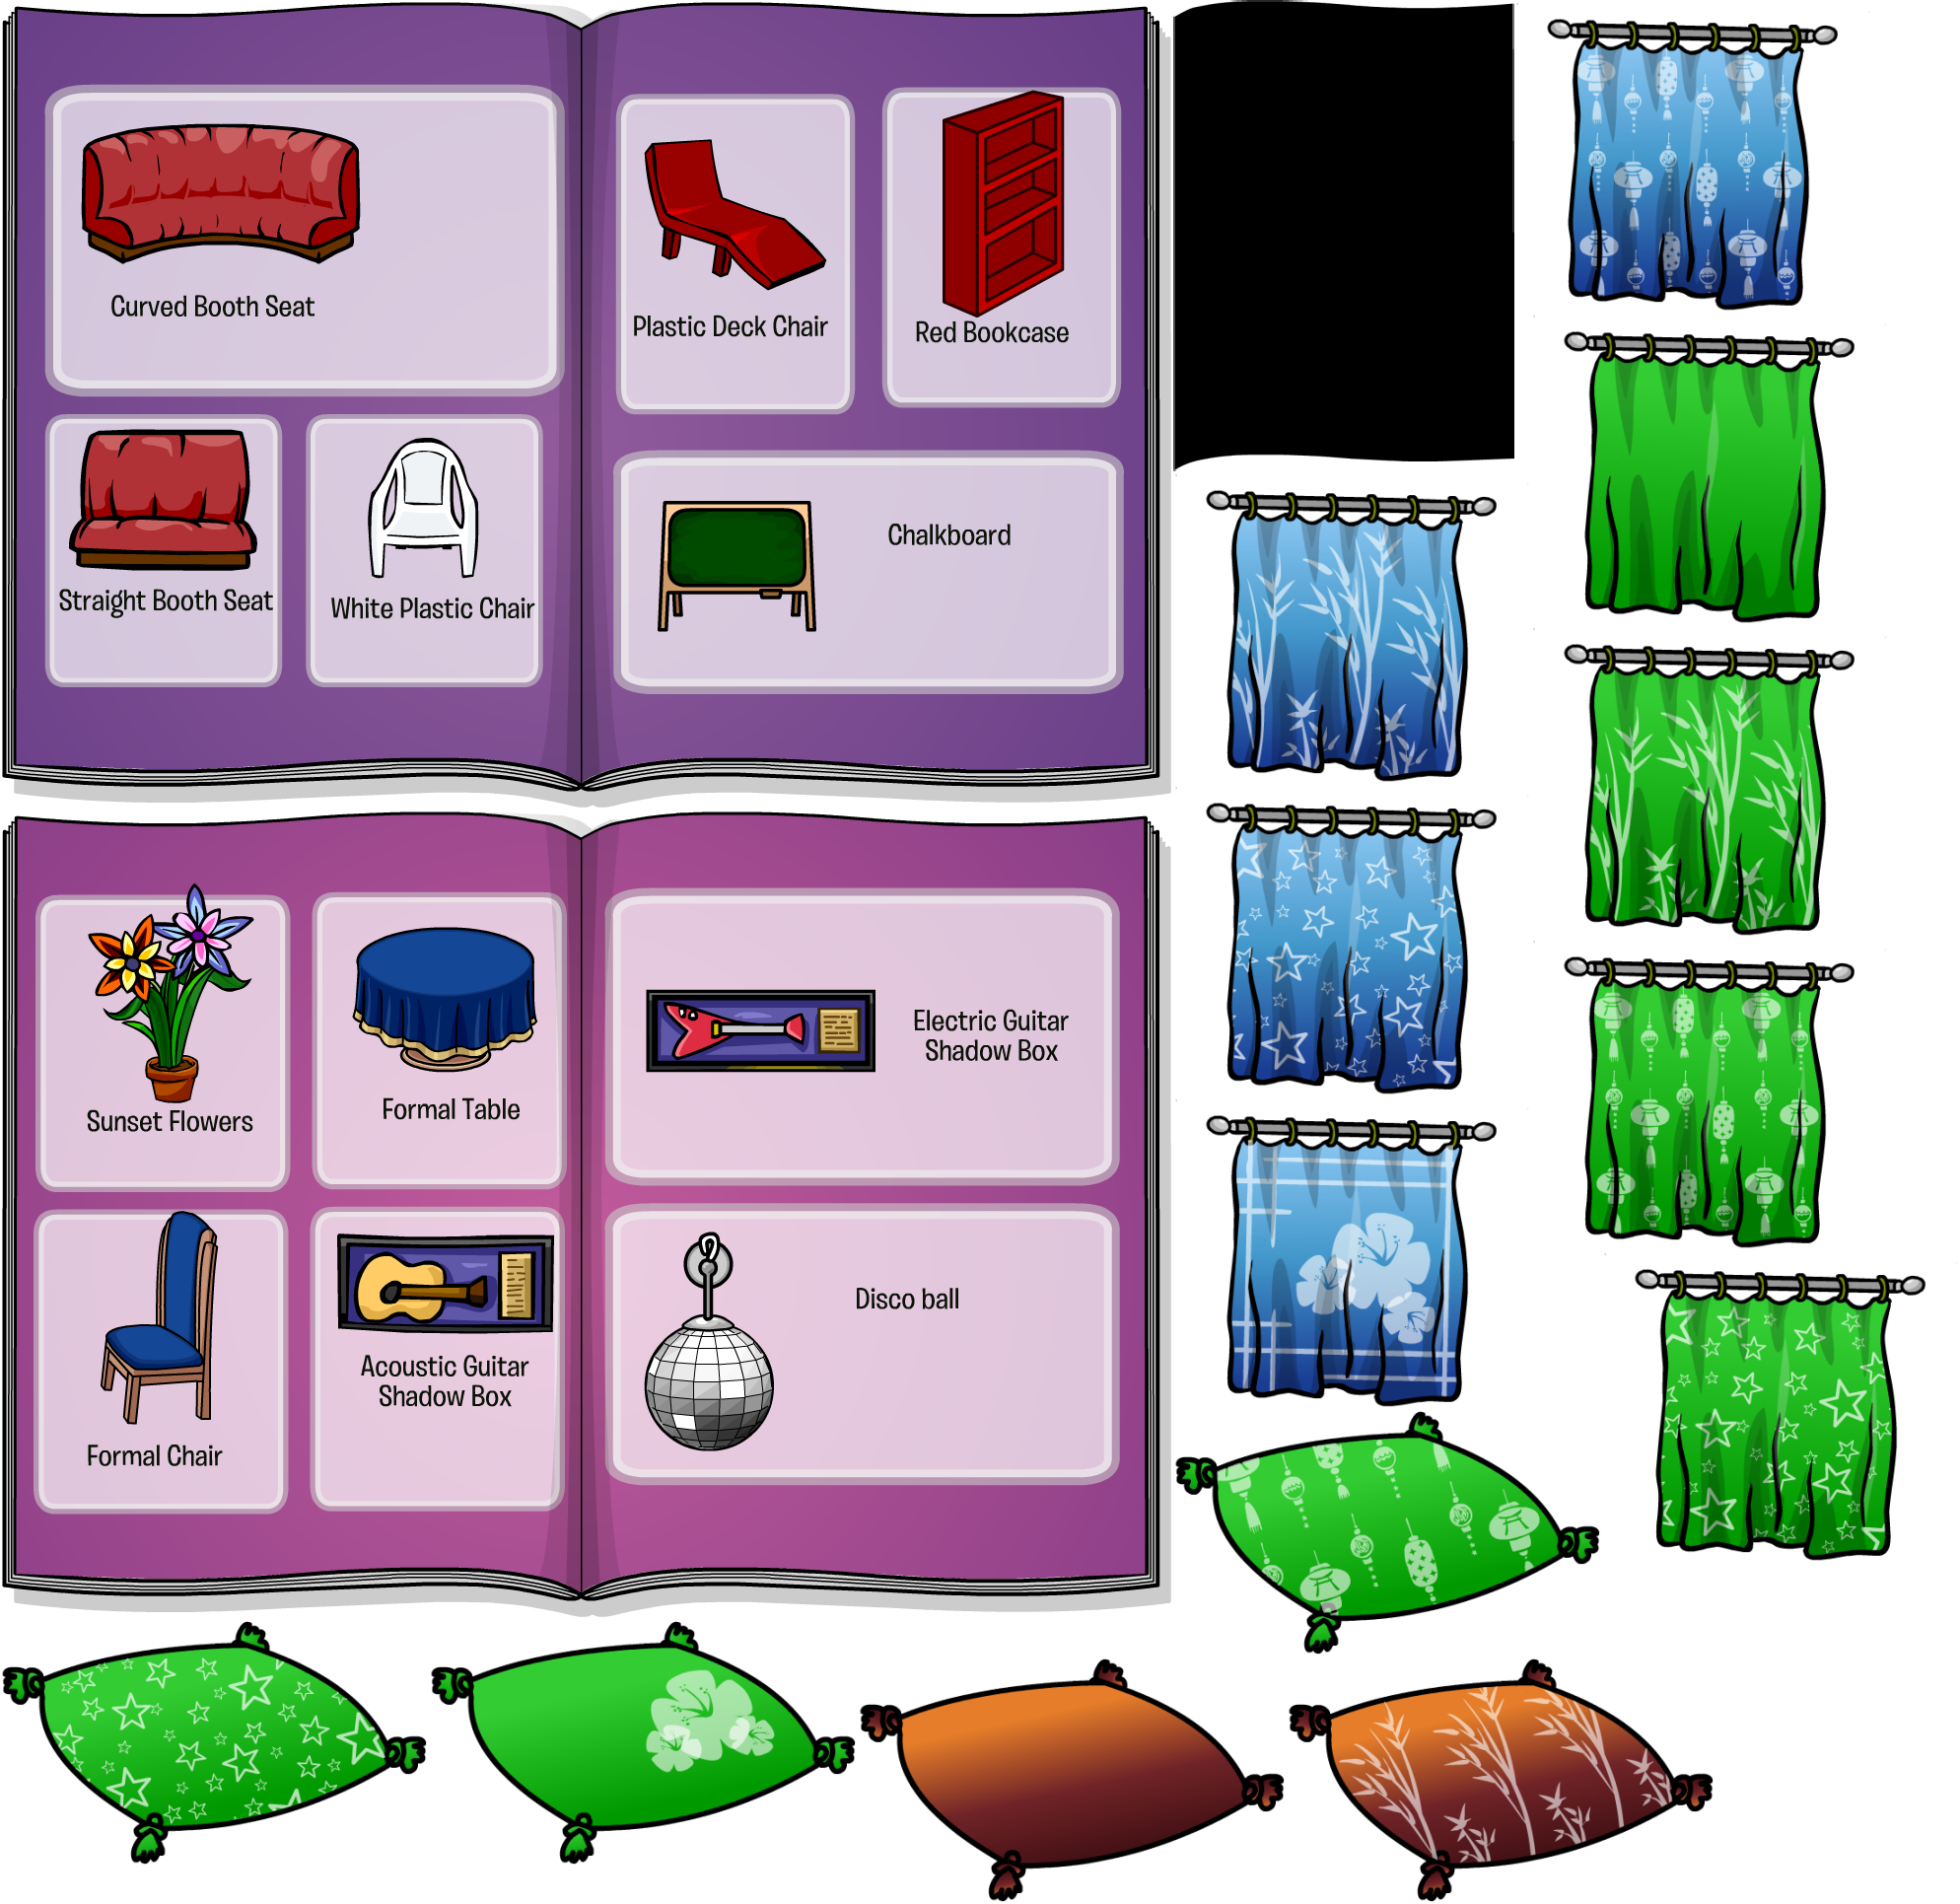 Curved Booth Seat
Straight Booth Seat
White Plastic Chair
Plastic Deck Chair
Red Bookcase
Chalkboard
Sunset Flowers
Formal Table
Formal Chair
Acoustic Guitar
Shadow Box
Electric Guitar
Shadow Box
Disco ball